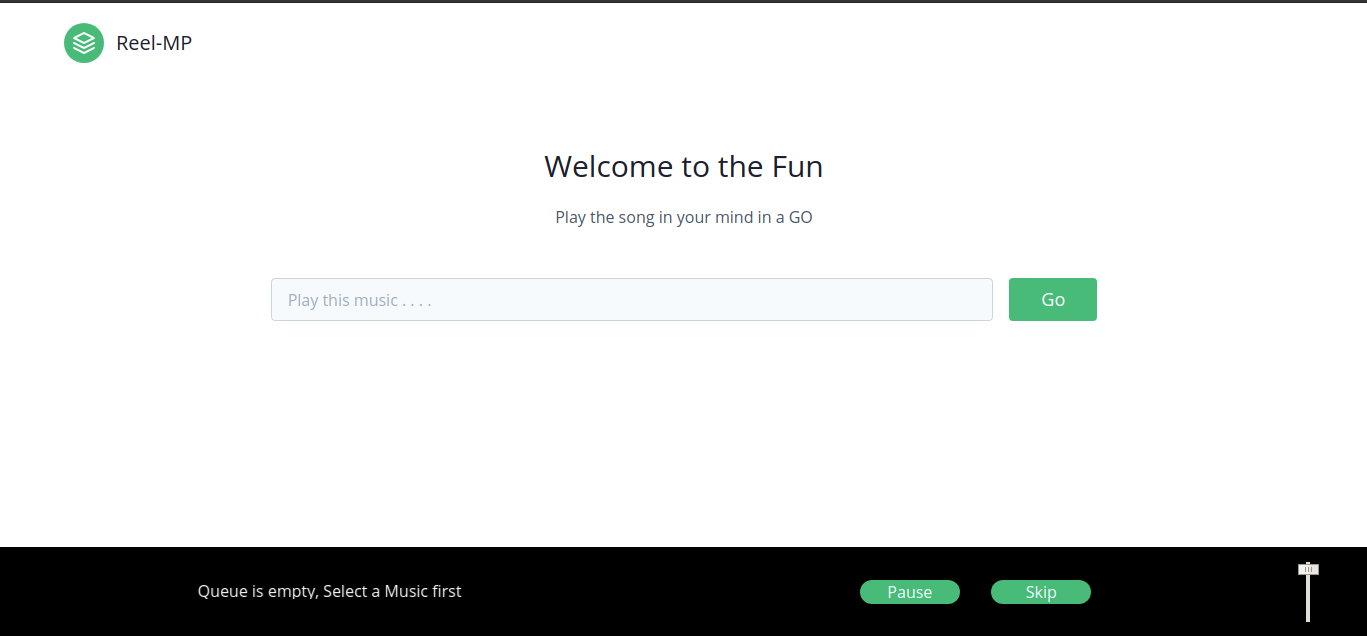 Reel-MP
Welcome to the Fun
Play the song in your mind in a GO
Play this music . . . .
Go
Queue is empty, Select a Music first
Pause
Skip